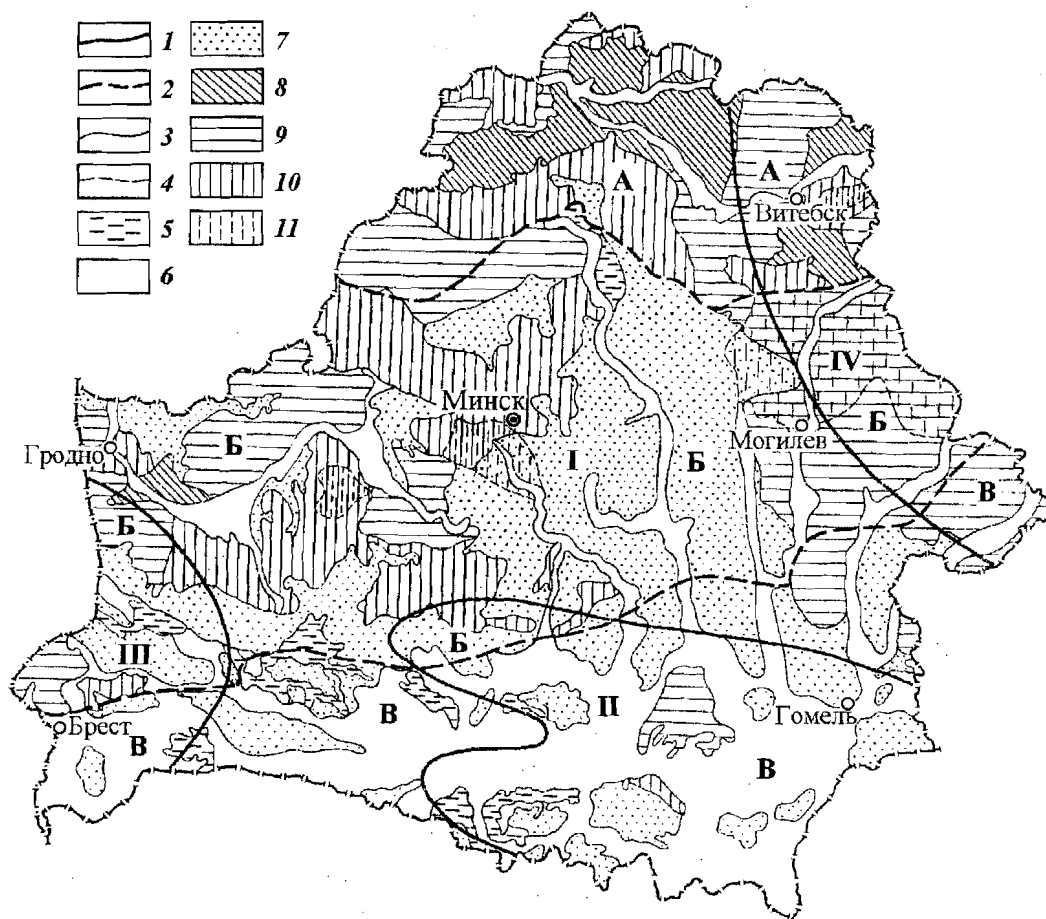 1 7
2 8
3 9
4 10
5 11
6
А
А
Витебск
IV
Минск
Б
Могилев
Гродно
Б
I
Б
В
Б
Б
III
В
II
Гомель
Брест
В
В